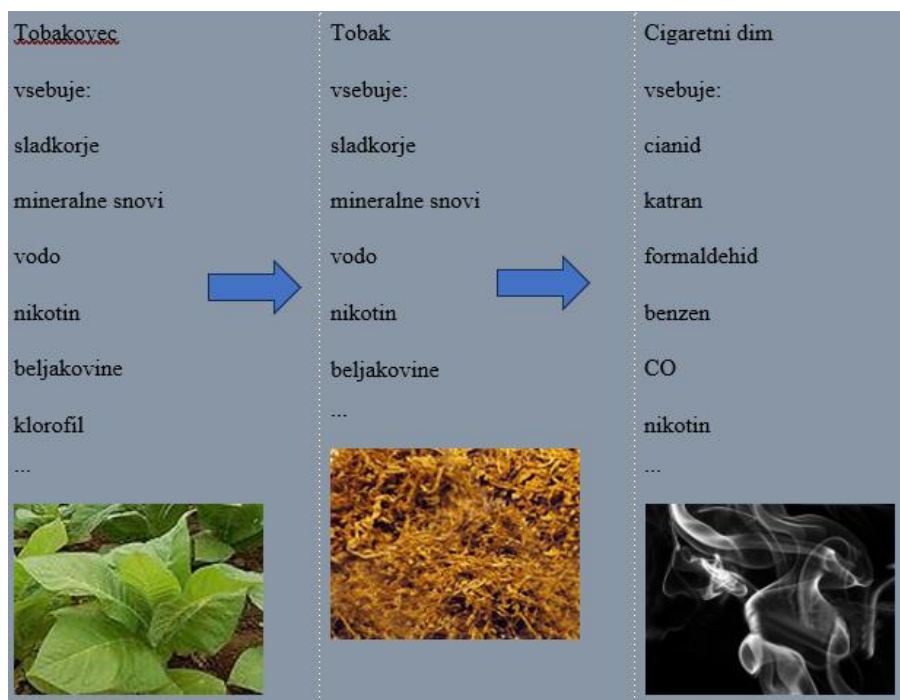 Tobakovec
vsebuje:
sladkorje
mineralne snovi
vodo
nikotin
beljakovine
klorofil
...
Tobak
vsebuje:
sladkorje
mineralne snovi
vodo
nikotin
beljakovine
...
Cigaretni dim
vsebuje:
cianid
katran
formaldehid
benzen
CO
nikotin
...